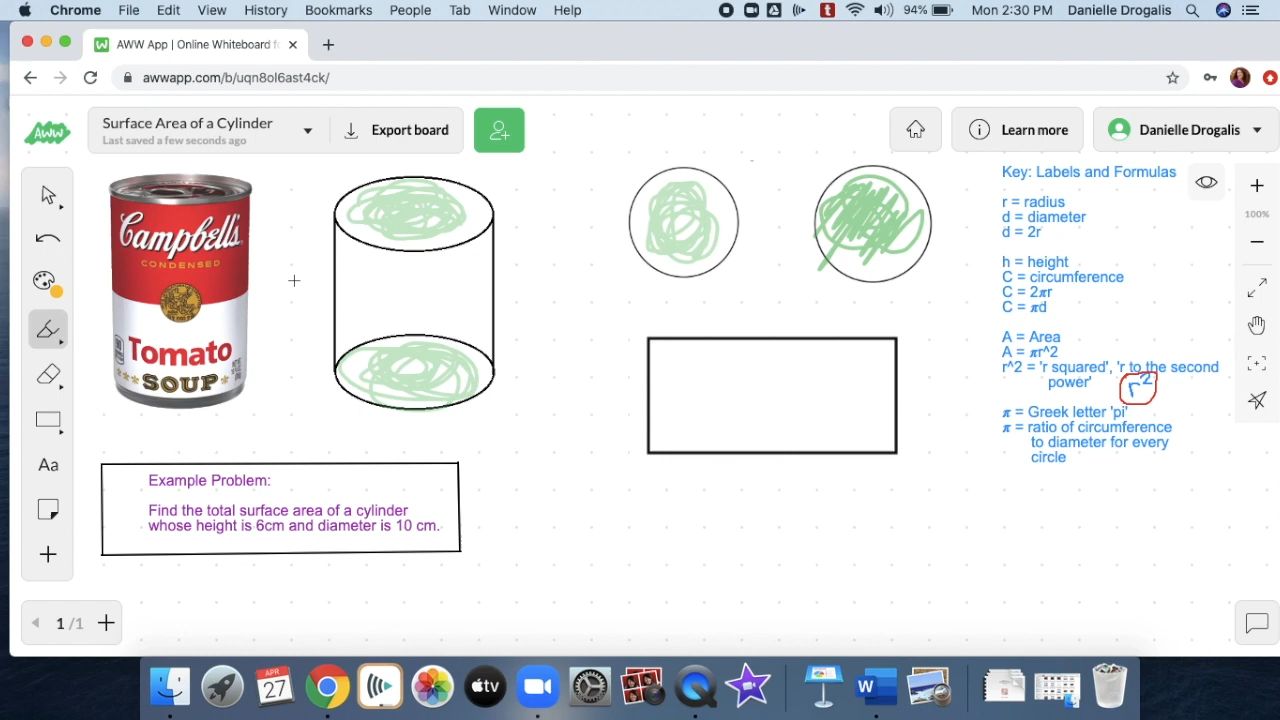 Chrome File Edit View History Bookmarks People Tab Window Help
94% Mon 2:30 PM Danielle Drogalis
AWW App | Online Whiteboard f
awwapp.com/b/uqn8ol6ast4ck/
AWW
Surface Area of a Cylinder
Last saved a few seconds ago
Export board
Learn more
Danielle Drogalis
Campbell's
CONDENSED
Tomato
SOUP
Key: Labels and Formulas
r = radius
d = diameter
d = 2r
h = height
C = circumference
C = 2πr
C = πd
A = Area
A = πr^2
r^2 = 'r squared', 'r to the second
power'
r²
π = Greek letter 'pi'
π = ratio of circumference
to diameter for every
circle
100%
Example Problem:
Find the total surface area of a cylinder
whose height is 6cm and diameter is 10 cm.
Aa
1 /1
APR
27
tv
W